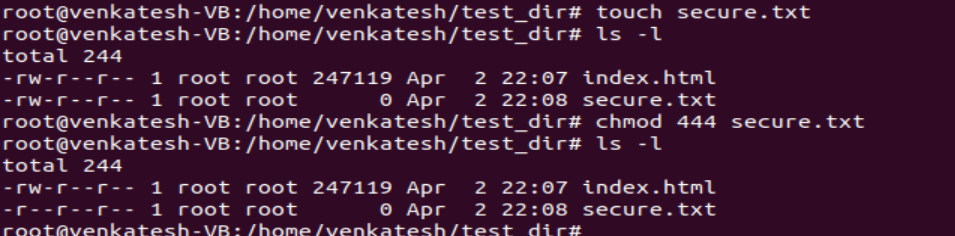 root@venkatesh-VB:/home/venkatesh/test_dir# touch secure.txt
root@venkatesh-VB:/home/venkatesh/test_dir# ls -l
total 244
-rw-r--r-- 1 root root 247119 Apr  2 22:07 index.html
-rw-r--r-- 1 root root      0 Apr  2 22:08 secure.txt
root@venkatesh-VB:/home/venkatesh/test_dir# chmod 444 secure.txt
root@venkatesh-VB:/home/venkatesh/test_dir# ls -l
total 244
-rw-r--r-- 1 root root 247119 Apr  2 22:07 index.html
-r--r--r-- 1 root root      0 Apr  2 22:08 secure.txt
root@venkatesh-VB:/home/venkatesh/test_dir#